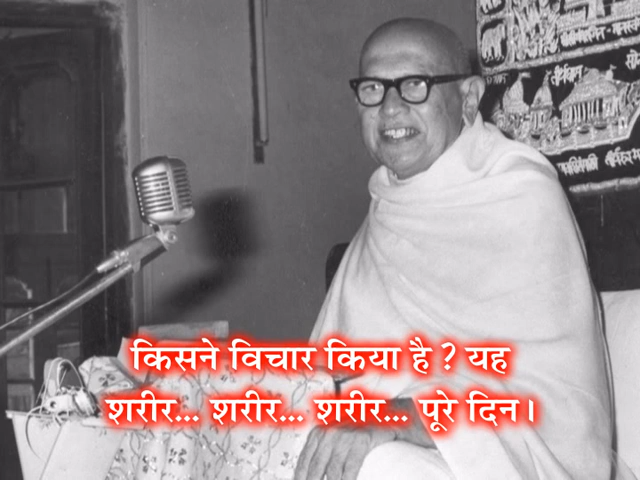 किसने विचार किया है ? यह
शरीर... शरीर... शरीर... पूरे दिन।